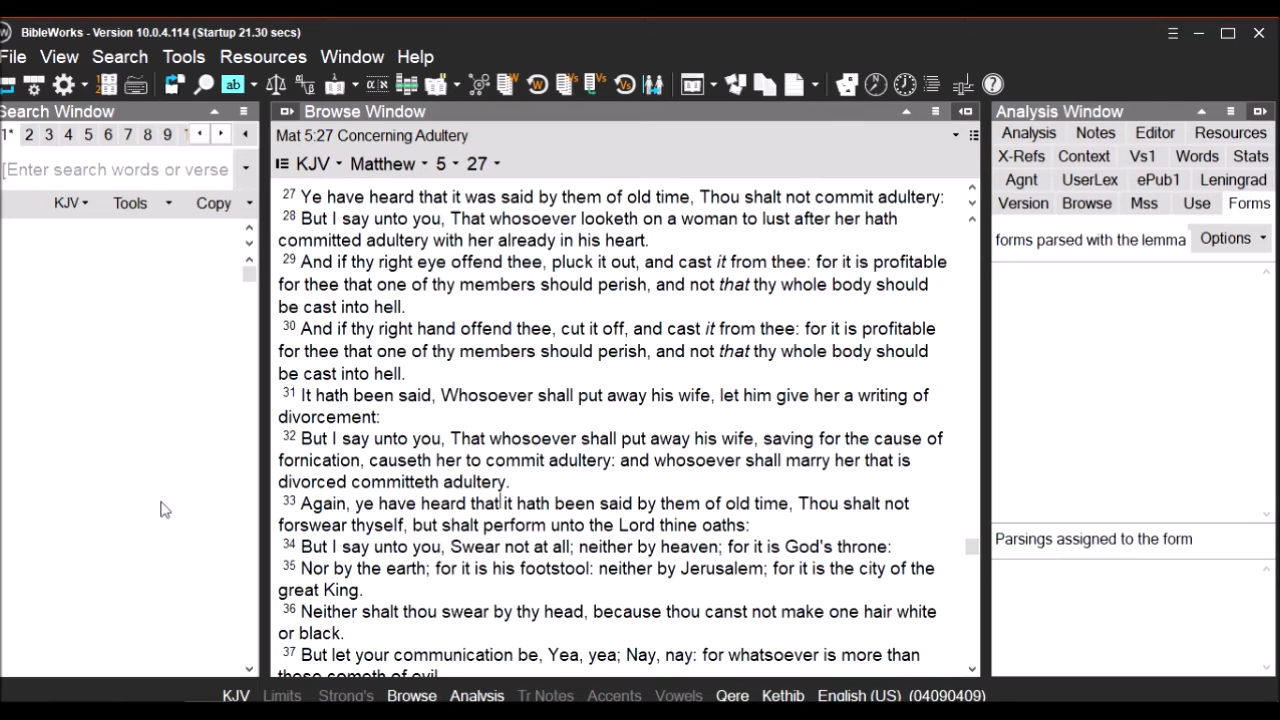 BibleWorks - Version 10.0.4.114 (Startup 21.30 secs)
File View Search Tools Resources Window Help
Search Window
1* 2 3 4 5 6 7 8 9
[Enter search words or verse
KJV Tools Copy
Browse Window
Mat 5:27 Concerning Adultery
KJV Matthew 5 27
27 Ye have heard that it was said by them of old time, Thou shalt not commit adultery:
28 But I say unto you, That whosoever looketh on a woman to lust after her hath
committed adultery with her already in his heart.
29 And if thy right eye offend thee, pluck it out, and cast it from thee: for it is profitable
for thee that one of thy members should perish, and not that thy whole body should
be cast into hell.
30 And if thy right hand offend thee, cut it off, and cast it from thee: for it is profitable
for thee that one of thy members should perish, and not that thy whole body should
be cast into hell.
31 It hath been said, Whosoever shall put away his wife, let him give her a writing of
divorcement:
32 But I say unto you, That whosoever shall put away his wife, saving for the cause of
fornication, causeth her to commit adultery: and whosoever shall marry her that is
divorced committeth adultery.
33 Again, ye have heard that it hath been said by them of old time, Thou shalt not
forswear thyself, but shalt perform unto the Lord thine oaths:
34 But I say unto you, Swear not at all; neither by heaven; for it is God's throne:
35 Nor by the earth; for it is his footstool: neither by Jerusalem; for it is the city of the
great King.
36 Neither shalt thou swear by thy head, because thou canst not make one hair white
or black.
37 But let your communication be, Yea, yea; Nay, nay: for whatsoever is more than
these cometh of evil.
Analysis Window
Analysis Notes Editor Resources
X-Refs Context Vs1 Words Stats
Agnt UserLex ePub1 Leningrad
Version Browse Mss Use Forms
forms parsed with the lemma Options
Parsings assigned to the form
KJV Limits Strong's Browse Analysis Tr Notes Accents Vowels Qere Kethib English (US) (04090409)